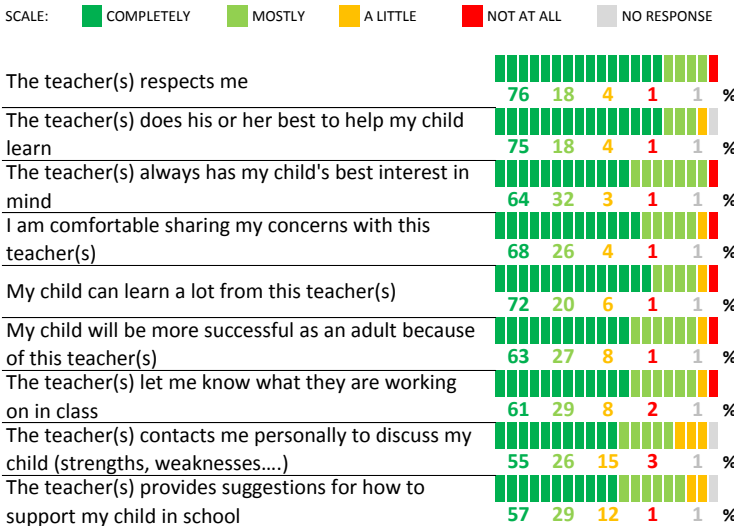 SCALE: COMPLETELY MOSTLY A LITTLE NOT AT ALL NO RESPONSE
The teacher(s) respects me
76 18 4 1 1 %
The teacher(s) does his or her best to help my child
learn
75 18 4 1 1 %
The teacher(s) always has my child's best interest in
mind
64 32 3 1 1 %
I am comfortable sharing my concerns with this
teacher(s)
68 26 4 1 1 %
My child can learn a lot from this teacher(s)
72 20 6 1 1 %
My child will be more successful as an adult because
of this teacher(s)
63 27 8 1 1 %
The teacher(s) let me know what they are working
on in class
61 29 8 2 1 %
The teacher(s) contacts me personally to discuss my
child (strengths, weaknesses....)
55 26 15 3 1 %
The teacher(s) provides suggestions for how to
support my child in school
57 29 12 1 1 %